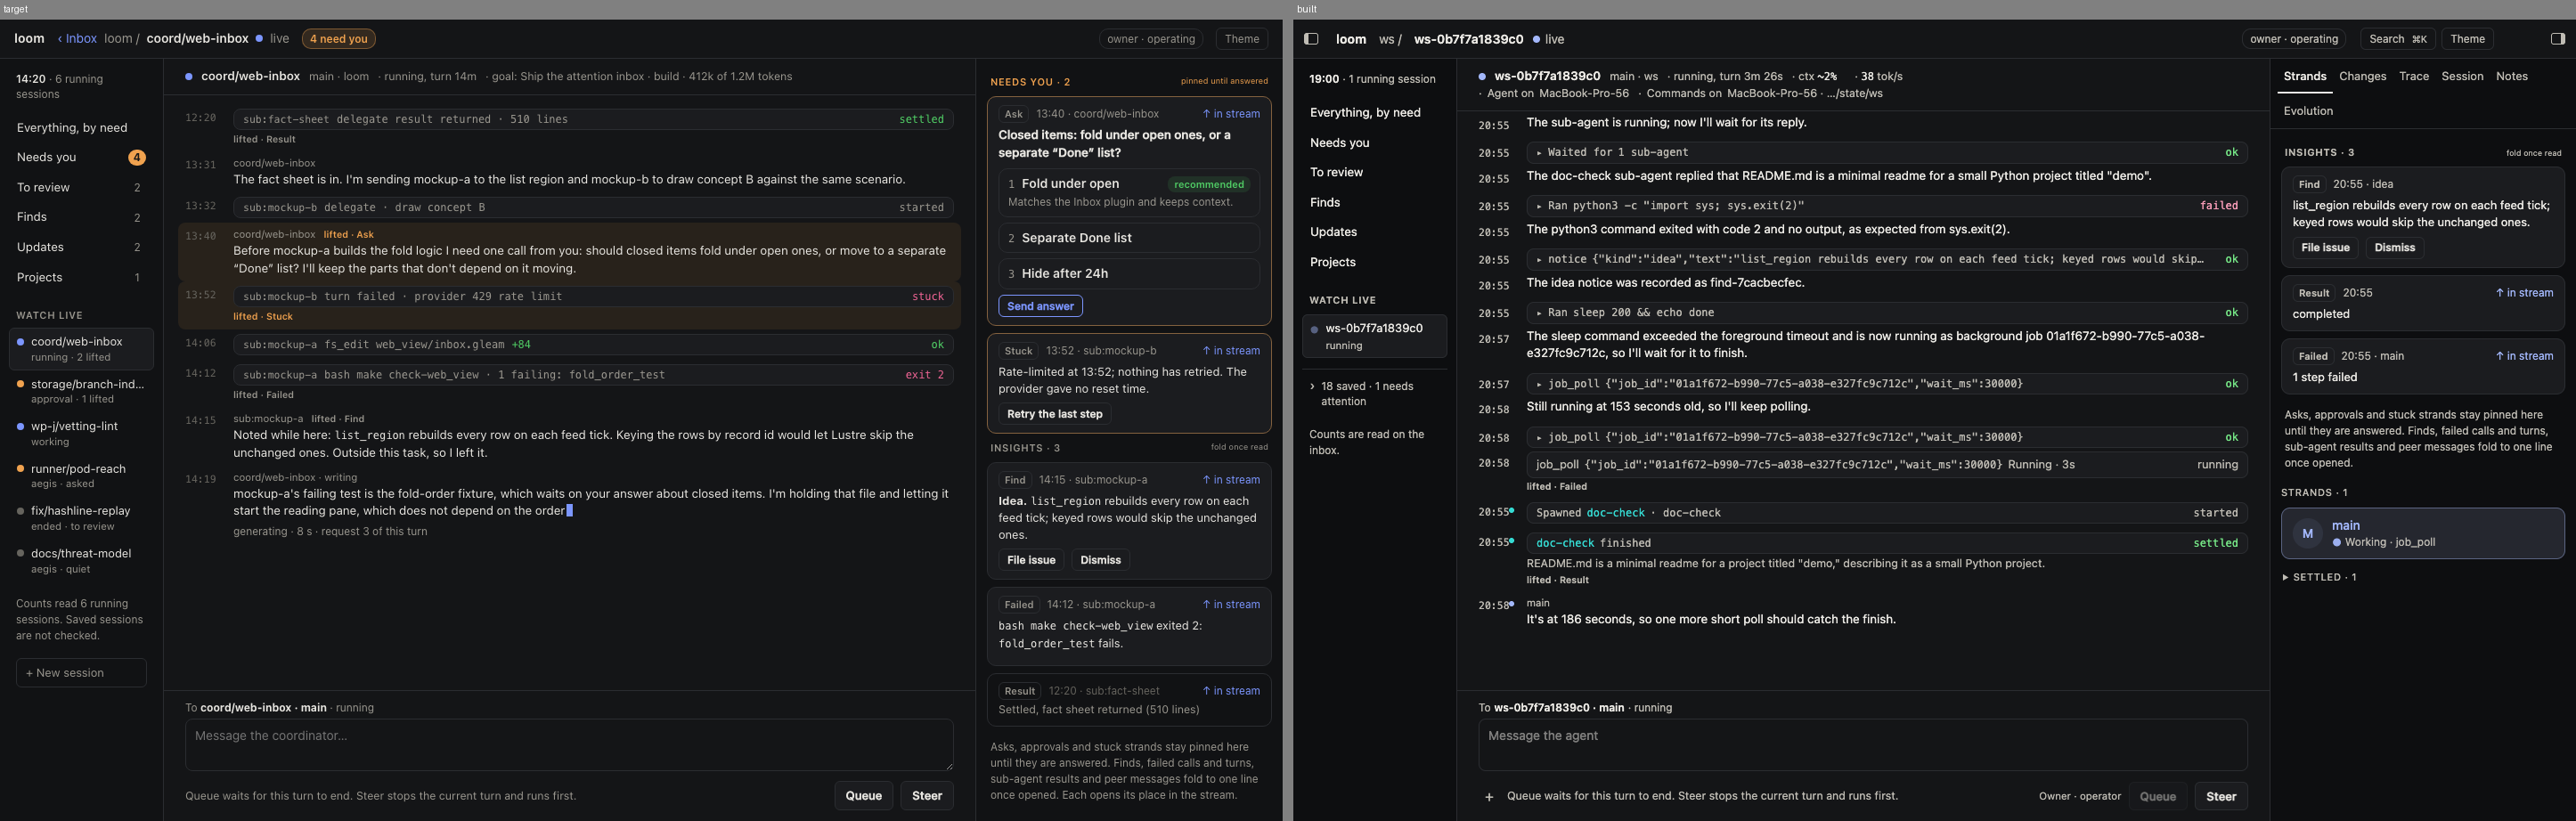 target
loom ‹ Inbox loom / coord/web-inbox live 4 need you owner · operating Theme
14:20 · 6 running
sessions
Everything, by need
Needs you 4
To review 2
Finds 2
Updates 2
Projects 1
WATCH LIVE
coord/web-inbox
running · 2 lifted
storage/branch-ind...
approval · 1 lifted
wp-j/vetting-lint
working
runner/pod-reach
aegis · asked
fix/hashline-replay
ended · to review
docs/threat-model
aegis · quiet
Counts read 6 running
sessions. Saved sessions
are not checked.
+ New session
coord/web-inbox main · loom · running, turn 14m · goal: Ship the attention inbox · build · 412k of 1.2M tokens
12:20 sub:fact-sheet delegate result returned · 510 lines settled
lifted · Result
13:31 coord/web-inbox
The fact sheet is in. I'm sending mockup-a to the list region and mockup-b to draw concept B against the same scenario.
13:32 sub:mockup-b delegate · draw concept B started
13:40 coord/web-inbox lifted · Ask
Before mockup-a builds the fold logic I need one call from you: should closed items fold under open ones, or move to a separate
“Done” list? I'll keep the parts that don't depend on it moving.
13:52 sub:mockup-b turn failed · provider 429 rate limit stuck
lifted · Stuck
14:06 sub:mockup-a fs_edit web_view/inbox.gleam +84 ok
14:12 sub:mockup-a bash make check-web_view · 1 failing: fold_order_test exit 2
lifted · Failed
14:15 sub:mockup-a lifted · Find
Noted while here: list_region rebuilds every row on each feed tick. Keying the rows by record id would let Lustre skip the
unchanged ones. Outside this task, so I left it.
14:19 coord/web-inbox · writing
mockup-a's failing test is the fold-order fixture, which waits on your answer about closed items. I'm holding that file and letting it
start the reading pane, which does not depend on the order
generating · 8 s · request 3 of this turn
To coord/web-inbox · main · running
Message the coordinator...
Queue waits for this turn to end. Steer stops the current turn and runs first. Queue Steer
NEEDS YOU · 2 pinned until answered
Ask 13:40 · coord/web-inbox ↑ in stream
Closed items: fold under open ones, or a
separate “Done” list?
1 Fold under open recommended
Matches the Inbox plugin and keeps context.
2 Separate Done list
3 Hide after 24h
Send answer
Stuck 13:52 · sub:mockup-b ↑ in stream
Rate-limited at 13:52; nothing has retried. The
provider gave no reset time.
Retry the last step
INSIGHTS · 3 fold once read
Find 14:15 · sub:mockup-a ↑ in stream
Idea. list_region rebuilds every row on each
feed tick; keyed rows would skip the unchanged
ones.
File issue Dismiss
Failed 14:12 · sub:mockup-a ↑ in stream
bash make check-web_view exited 2:
fold_order_test fails.
Result 12:20 · sub:fact-sheet ↑ in stream
Settled, fact sheet returned (510 lines)
Asks, approvals and stuck strands stay pinned here
until they are answered. Finds, failed calls and turns,
sub-agent results and peer messages fold to one line
once opened. Each opens its place in the stream.
built
loom ws / ws-0b7f7a1839c0 live owner · operating Search ⌘K Theme
19:00 · 1 running session
Everything, by need
Needs you
To review
Finds
Updates
Projects
WATCH LIVE
ws-0b7f7a1839c0
running
› 18 saved · 1 needs
attention
Counts are read on the
inbox.
ws-0b7f7a1839c0 main · ws · running, turn 3m 26s · ctx ~2% · 38 tok/s
· Agent on MacBook-Pro-56 · Commands on MacBook-Pro-56 · .../state/ws
20:55 The sub-agent is running; now I'll wait for its reply.
20:55 ▸ Waited for 1 sub-agent ok
20:55 The doc-check sub-agent replied that README.md is a minimal readme for a small Python project titled "demo".
20:55 ▸ Ran python3 -c "import sys; sys.exit(2)" failed
20:55 The python3 command exited with code 2 and no output, as expected from sys.exit(2).
20:55 ▸ notice {"kind":"idea","text":"list_region rebuilds every row on each feed tick; keyed rows would skip… ok
20:55 The idea notice was recorded as find-7cacbecfec.
20:55 ▸ Ran sleep 200 && echo done ok
20:57 The sleep command exceeded the foreground timeout and is now running as background job 01a1f672-b990-77c5-a038-
e327fc9c712c, so I'll wait for it to finish.
20:57 ▸ job_poll {"job_id":"01a1f672-b990-77c5-a038-e327fc9c712c","wait_ms":30000} ok
20:58 Still running at 153 seconds old, so I'll keep polling.
20:58 ▸ job_poll {"job_id":"01a1f672-b990-77c5-a038-e327fc9c712c","wait_ms":30000} ok
20:58 job_poll {"job_id":"01a1f672-b990-77c5-a038-e327fc9c712c","wait_ms":30000} Running · 3s running
lifted · Failed
20:55 Spawned doc-check · doc-check started
20:55 doc-check finished settled
README.md is a minimal readme for a project titled "demo," describing it as a small Python project.
lifted · Result
20:58 main
It's at 186 seconds, so one more short poll should catch the finish.
To ws-0b7f7a1839c0 · main · running
Message the agent
+ Queue waits for this turn to end. Steer stops the current turn and runs first. Owner · operator Queue Steer
Strands Changes Trace Session Notes
Evolution
INSIGHTS · 3 fold once read
Find 20:55 · idea
list_region rebuilds every row on each feed tick;
keyed rows would skip the unchanged ones.
File issue Dismiss
Result 20:55 ↑ in stream
completed
Failed 20:55 · main ↑ in stream
1 step failed
Asks, approvals and stuck strands stay pinned here
until they are answered. Finds, failed calls and turns,
sub-agent results and peer messages fold to one line
once opened.
STRANDS · 1
M main
Working · job_poll
▸ SETTLED · 1